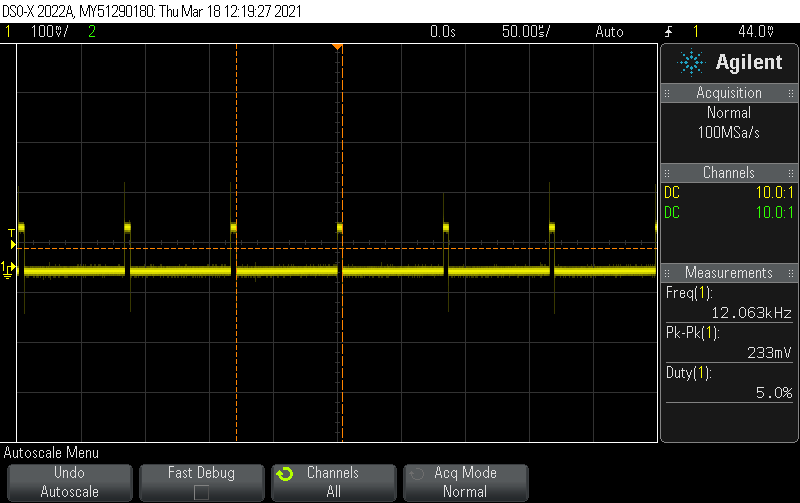 DSO-X 2022A, MY51290180: Thu Mar 18 12:19:27 2021
1 100mV/ 2 0.0s 50.00us/ Auto 1 44.0mV
Agilent
Acquisition
Normal
100MSa/s
Channels
DC 10.0:1
DC 10.0:1
Measurements
Freq(1):
12.063kHz
Pk-Pk(1):
233mV
Duty(1):
5.0%
T
1
Autoscale Menu
Undo
Autoscale
Fast Debug
Channels
All
Acq Mode
Normal